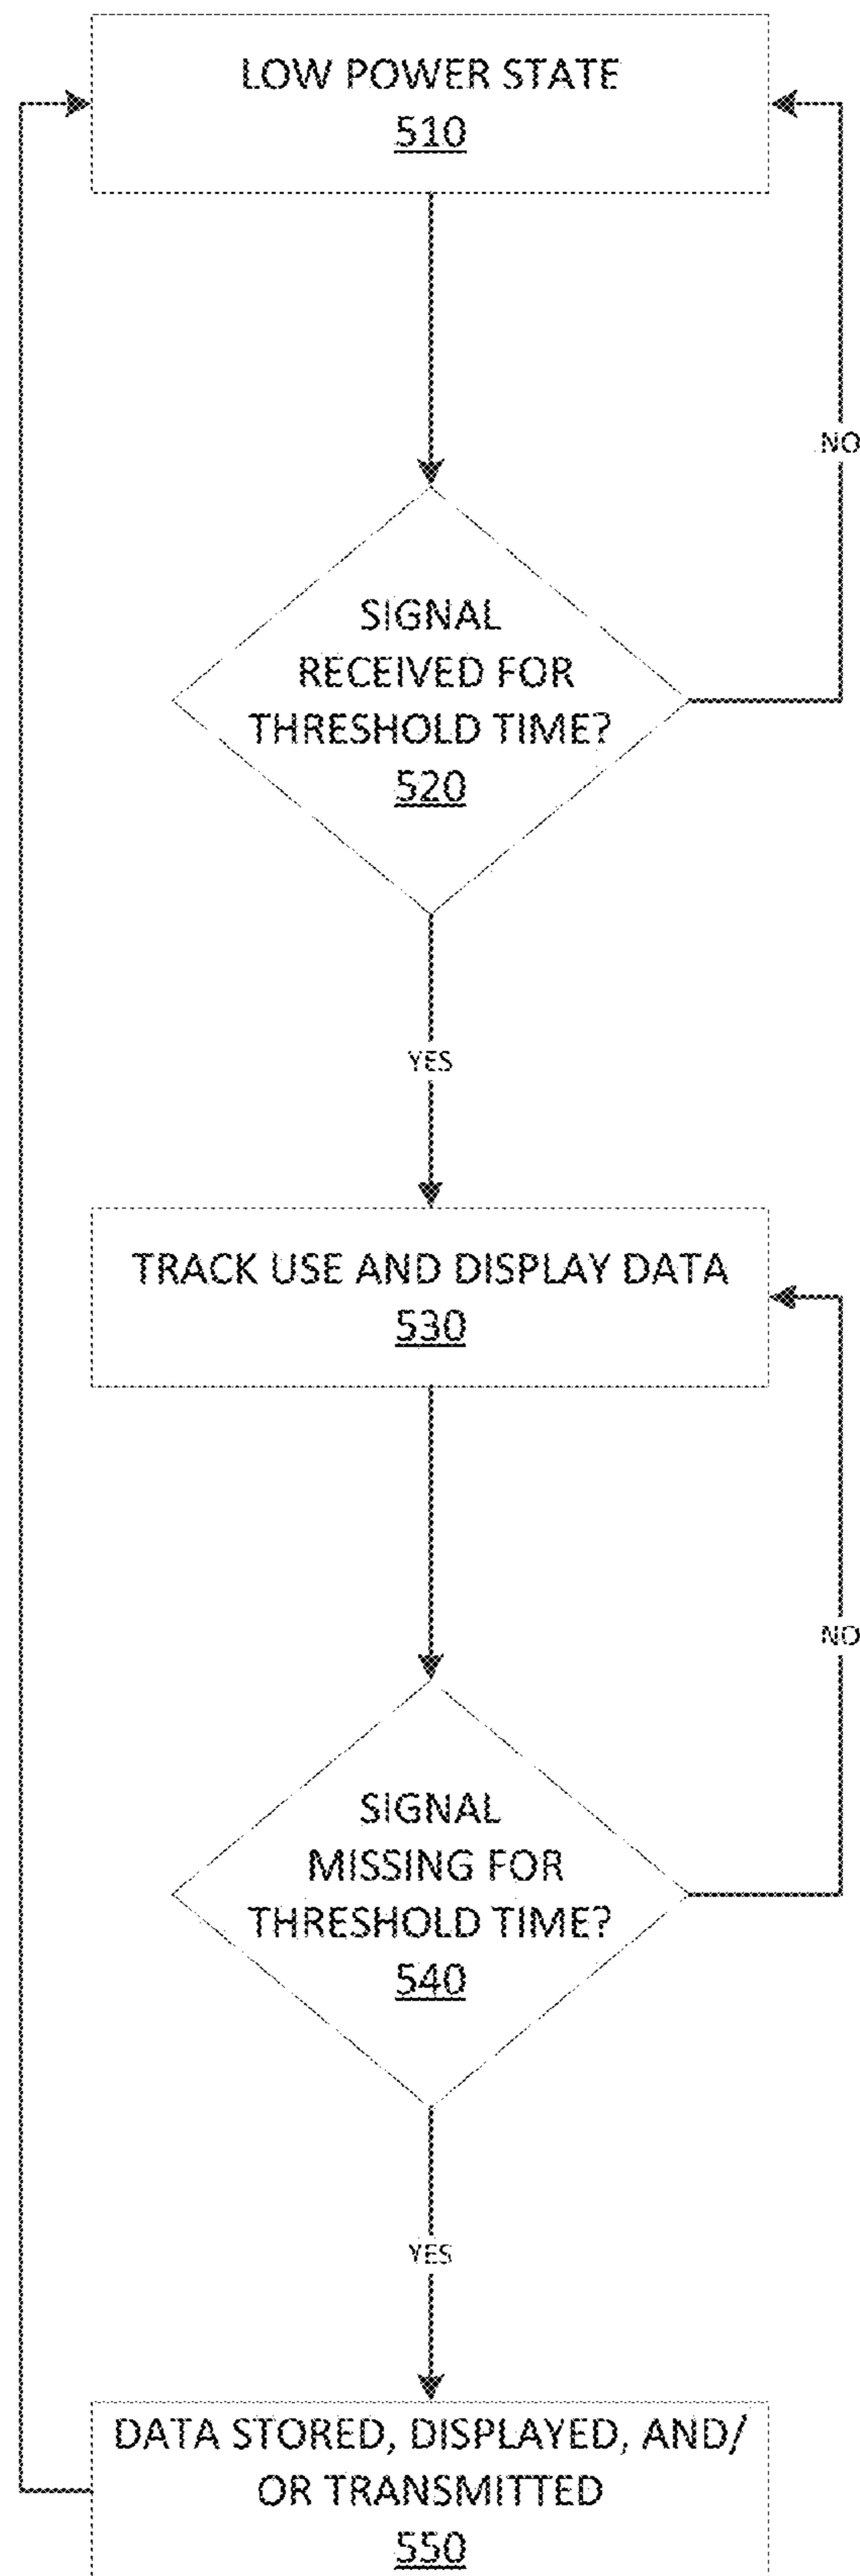 LOW POWER STATE
510
NO
SIGNAL
RECEIVED FOR
THRESHOLD TIME?
520
YES
TRACK USE AND DISPLAY DATA
530
NO
SIGNAL
MISSING FOR
THRESHOLD TIME?
540
YES
DATA STORED, DISPLAYED, AND/
OR TRANSMITTED
550